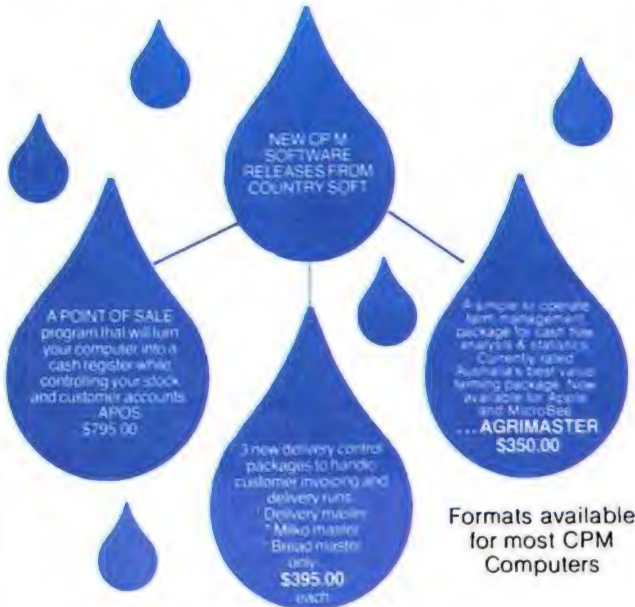 NEW CP M
SOFTWARE
RELEASES FROM
COUNTRY SOFT
A POINT OF SALE
program that will turn
your computer into a
cash register while
controlling your stock
and customer accounts
APOS
$795.00
3 new delivery control
packages to handle
customer invoicing and
delivery runs.
* Delivery master
* Milko master
* Bread master
only
$395.00
each
A simple to operate
farm management
package for cash flow
analysis & statistics
Currently rated
Australia's best value
farming package. Now
available for Apple
and MicroBee
...AGRIMASTER
$350.00
Formats available
for most CPM
Computers